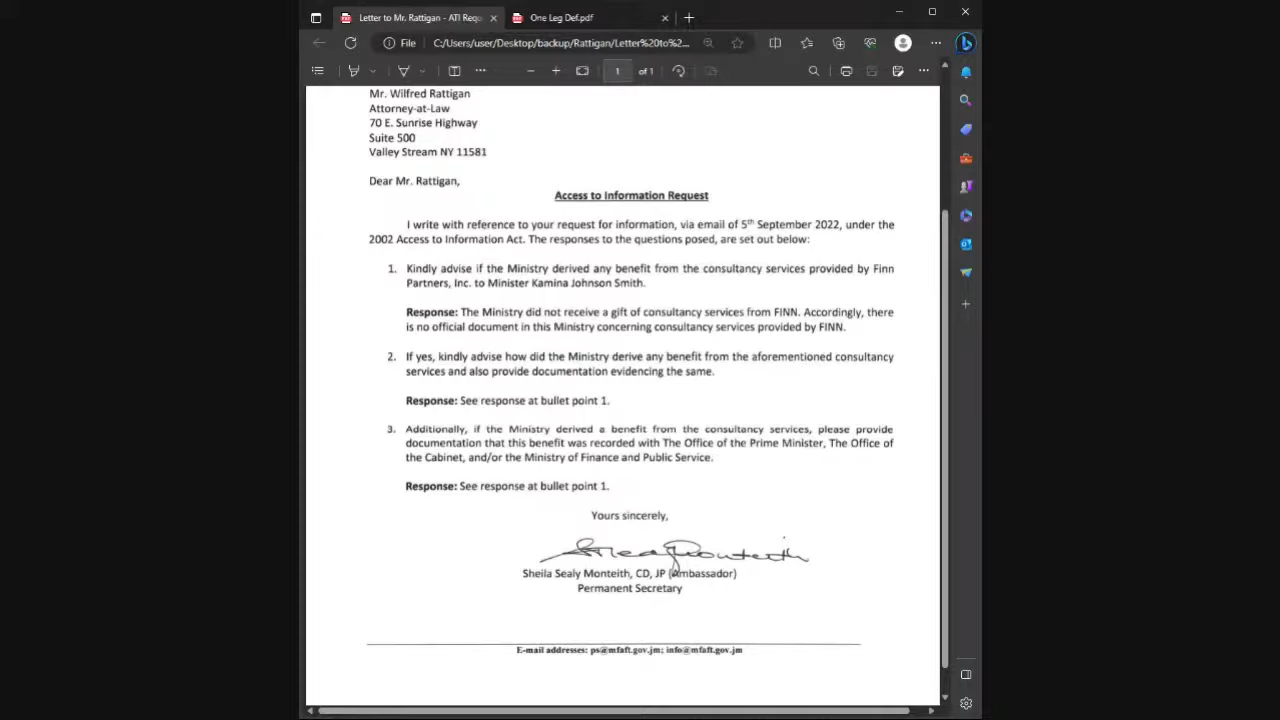 Letter to Mr. Rattigan - ATI Requ
One Leg Def.pdf
File
C:/Users/user/Desktop/backup/Rattigan/Letter%20to%2...
1 of 1
Mr. Wilfred Rattigan
Attorney-at-Law
70 E. Sunrise Highway
Suite 500
Valley Stream NY 11581
Dear Mr. Rattigan,
Access to Information Request
I write with reference to your request for information, via email of 5th September 2022, under the
2002 Access to Information Act. The responses to the questions posed, are set out below:
1. Kindly advise if the Ministry derived any benefit from the consultancy services provided by Finn
Partners, Inc. to Minister Kamina Johnson Smith.
Response: The Ministry did not receive a gift of consultancy services from FINN. Accordingly, there
is no official document in this Ministry concerning consultancy services provided by FINN.
2. If yes, kindly advise how did the Ministry derive any benefit from the aforementioned consultancy
services and also provide documentation evidencing the same.
Response: See response at bullet point 1.
3. Additionally, if the Ministry derived a benefit from the consultancy services, please provide
documentation that this benefit was recorded with The Office of the Prime Minister, The Office of
the Cabinet, and/or the Ministry of Finance and Public Service.
Response: See response at bullet point 1.
Yours sincerely,
Sheila Sealy Monteith, CD, JP (Ambassador)
Permanent Secretary
E-mail addresses: ps@mfaft.gov.jm; info@mfaft.gov.jm